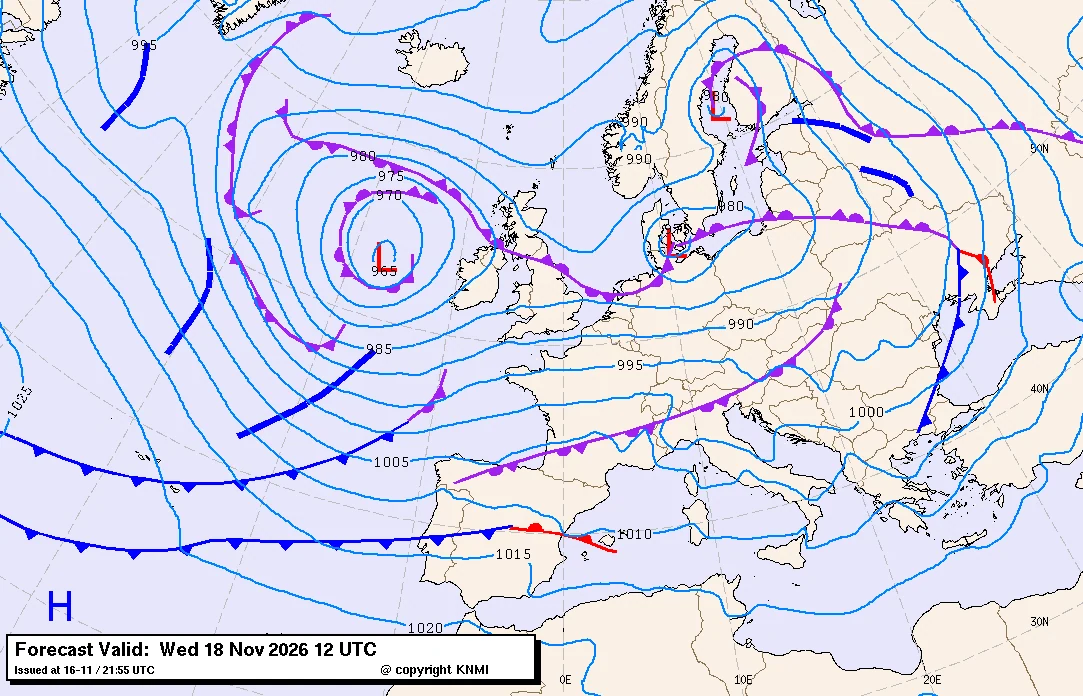 995
980
975
970
L
965
985
990
990
980
L
980
L
50N
990
995
1025
40N
1000
1005
1010
1015
H
1020
30N
Forecast Valid: Wed 18 Nov 2026 12 UTC
Issued at 16-11 / 21:55 UTC @ copyright KNMI
0E
10E
20E